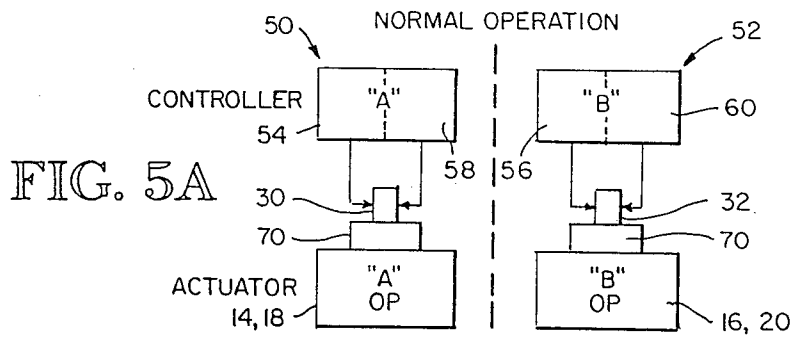 NORMAL OPERATION
50
52
CONTROLLER
"A"
"B"
54
58
56
60
FIG. 5A
30
32
70
70
ACTUATOR
14, 18
"A"
OP
"B"
OP
16, 20